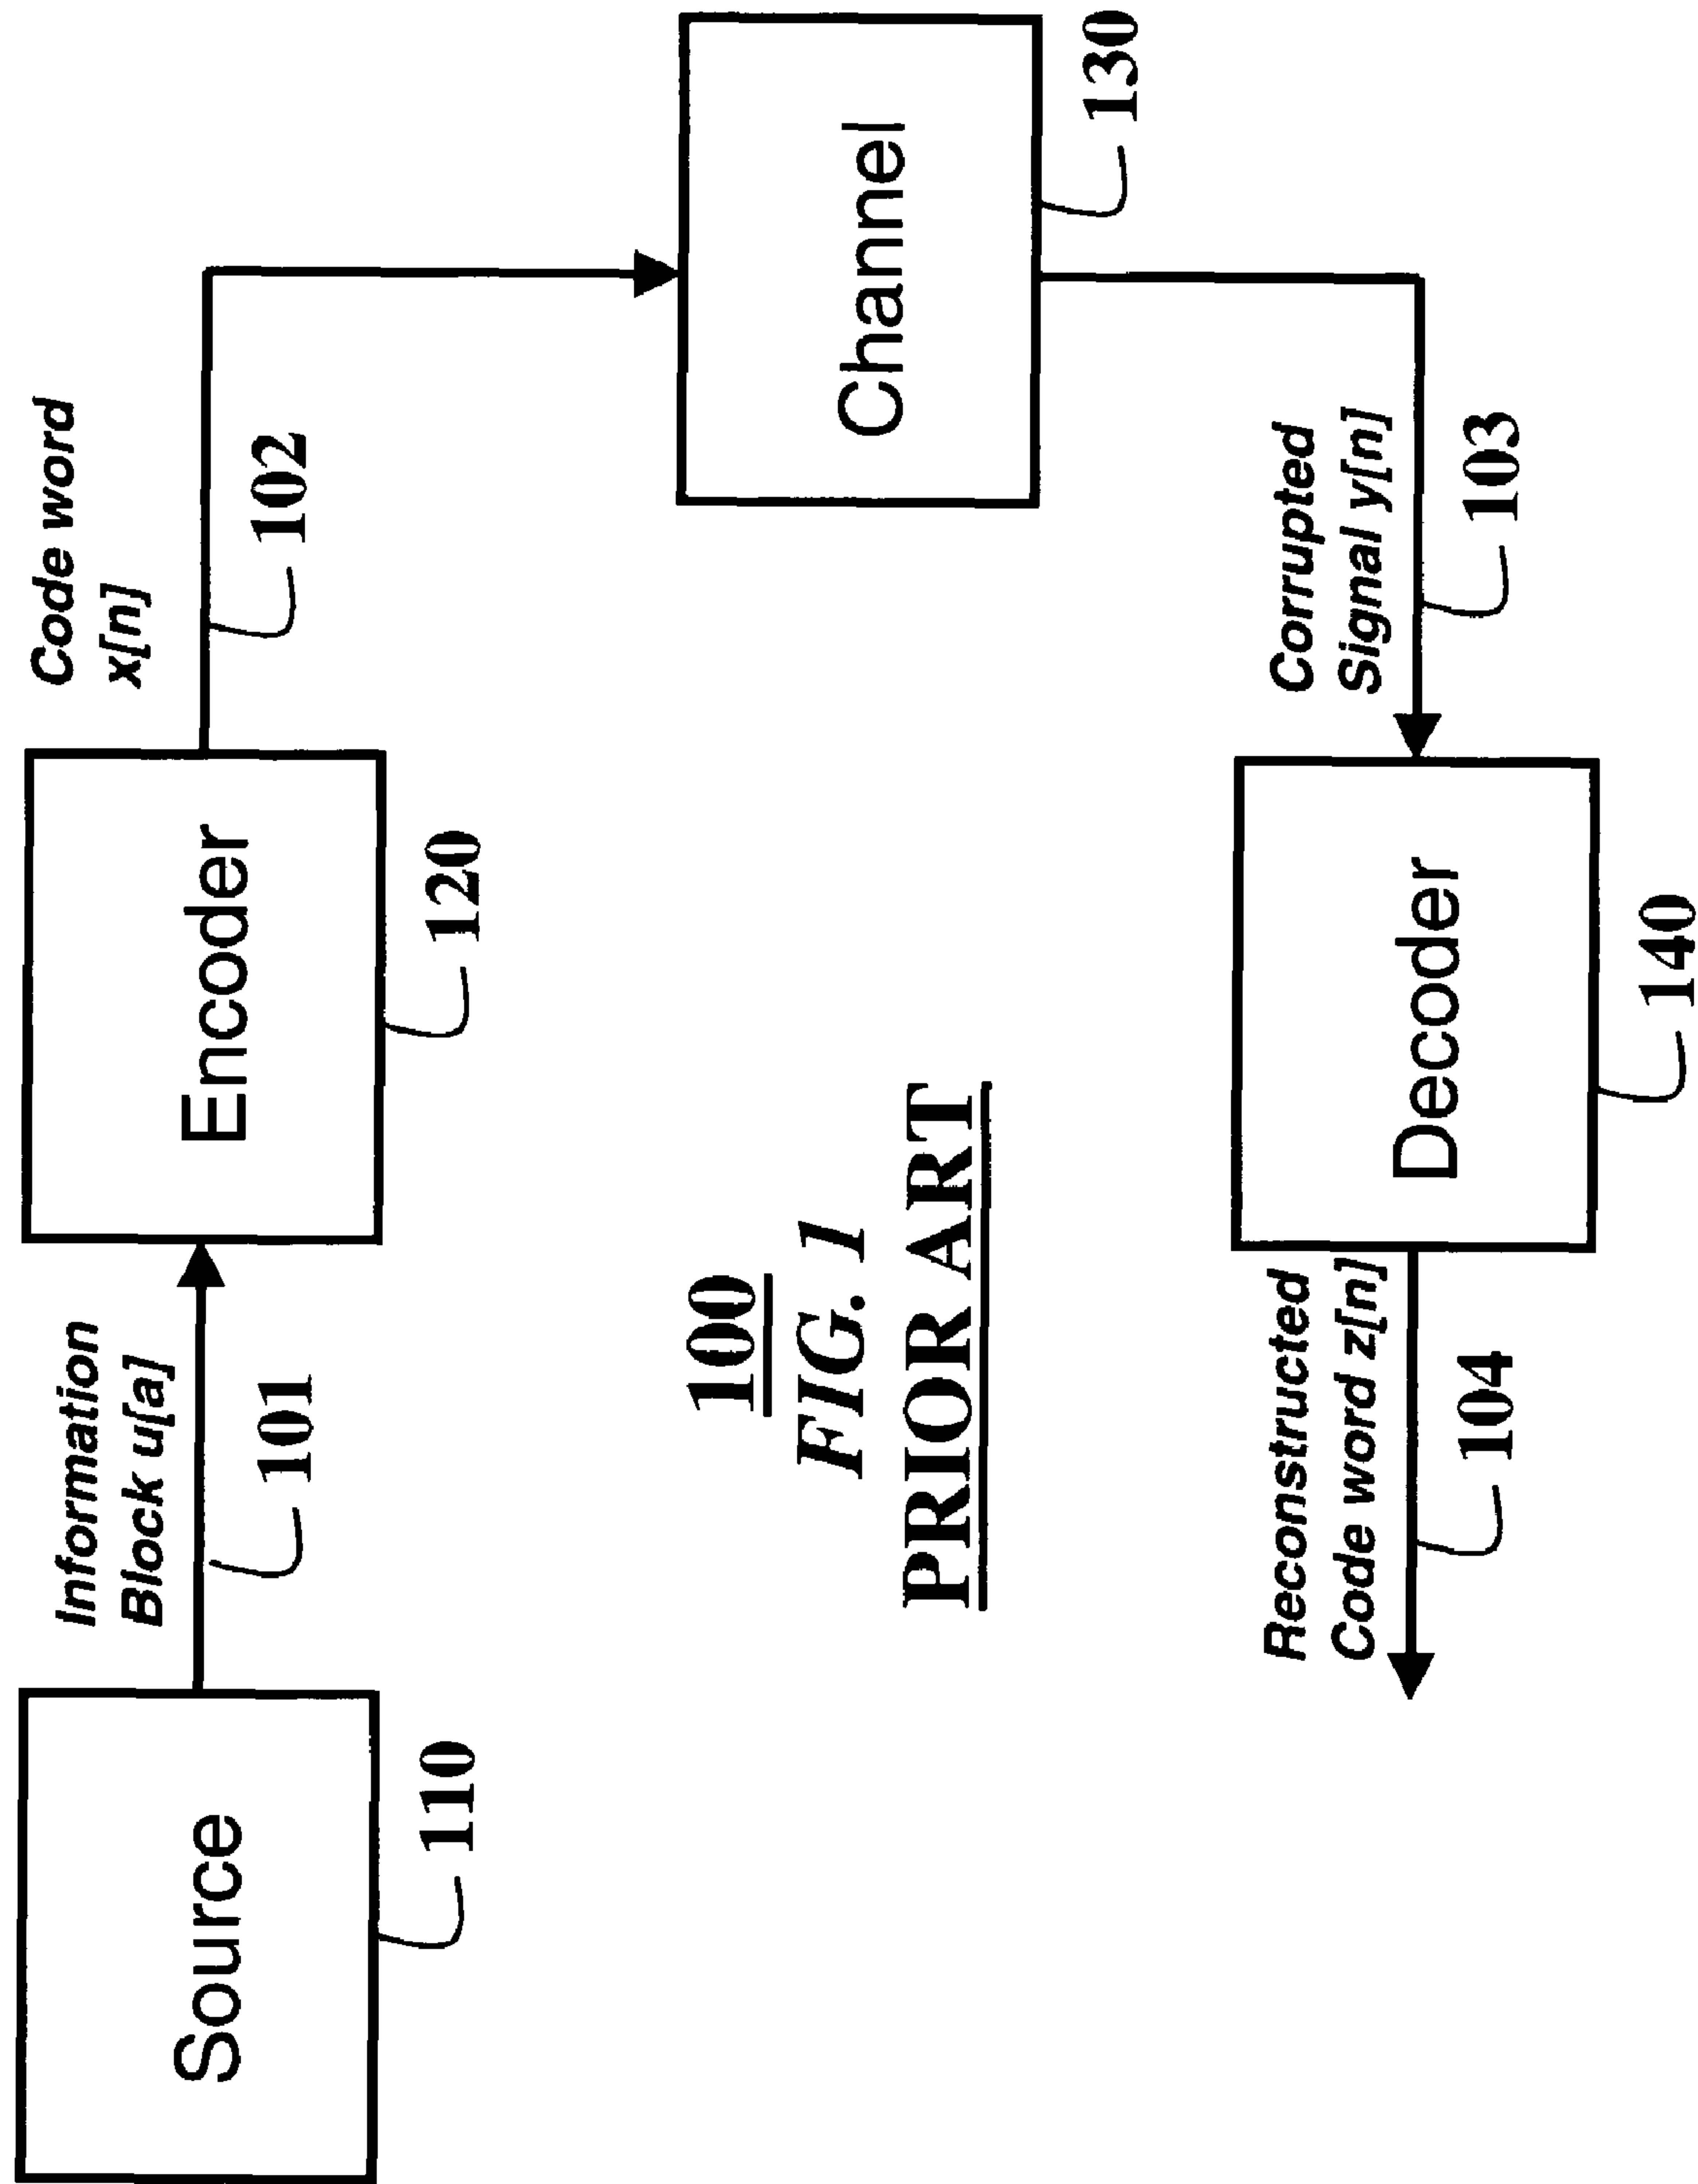 Source
110
Information
Block u[a]
101
Encoder
120
Code word
x[n]
102
Channel
130
Corrupted
Signal y[n]
103
Decoder
140
Reconstructed
Code word z[n]
104
100
FIG. 1
PRIOR ART